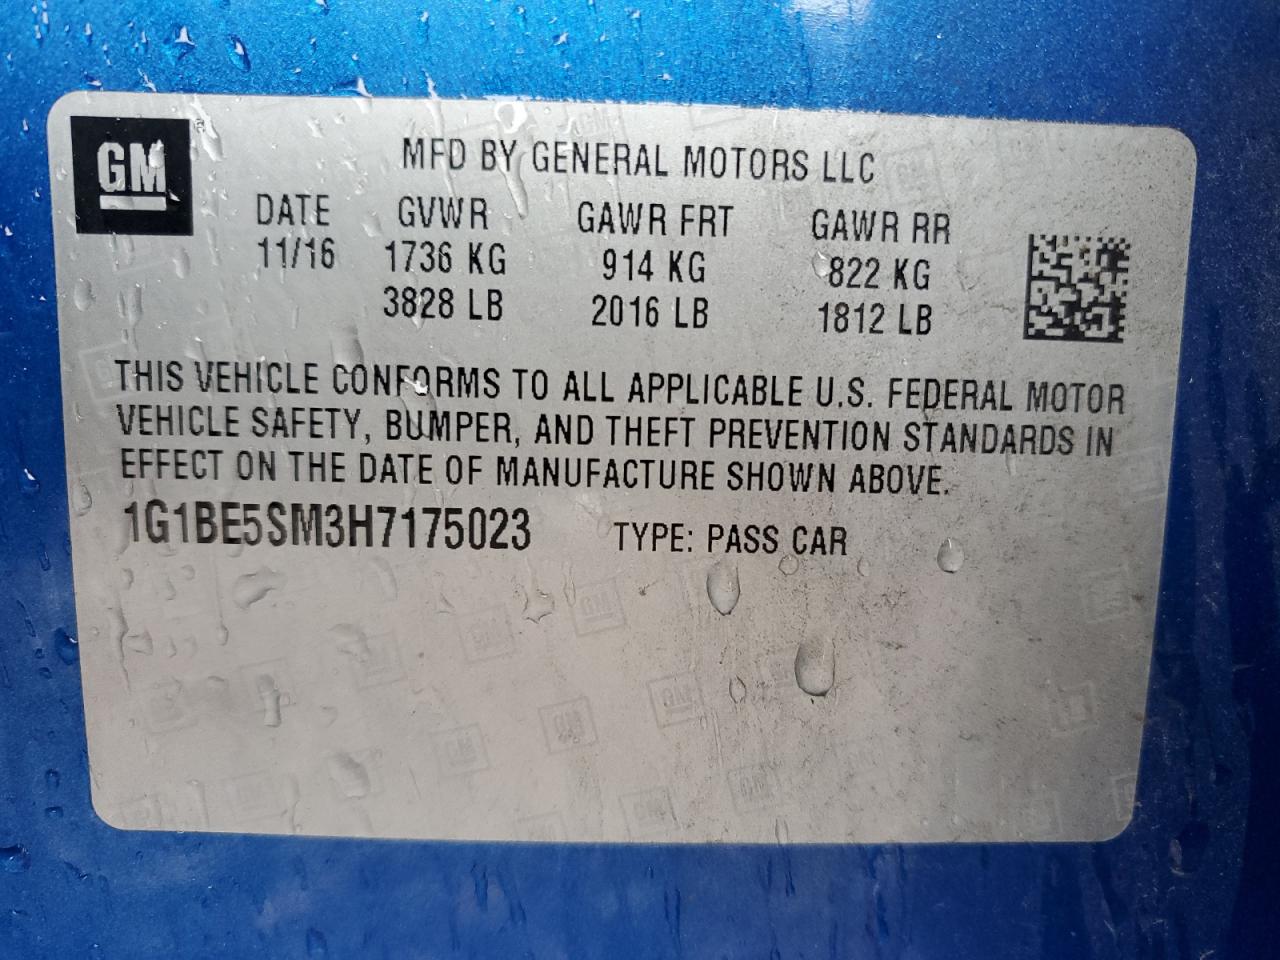 GM
MFD BY GENERAL MOTORS LLC
DATE GVWR GAWR FRT GAWR RR
11/16 1736 KG 914 KG 822 KG
3828 LB 2016 LB 1812 LB
THIS VEHICLE CONFORMS TO ALL APPLICABLE U.S. FEDERAL MOTOR
VEHICLE SAFETY, BUMPER, AND THEFT PREVENTION STANDARDS IN
EFFECT ON THE DATE OF MANUFACTURE SHOWN ABOVE.
1G1BE5SM3H7175023 TYPE: PASS CAR